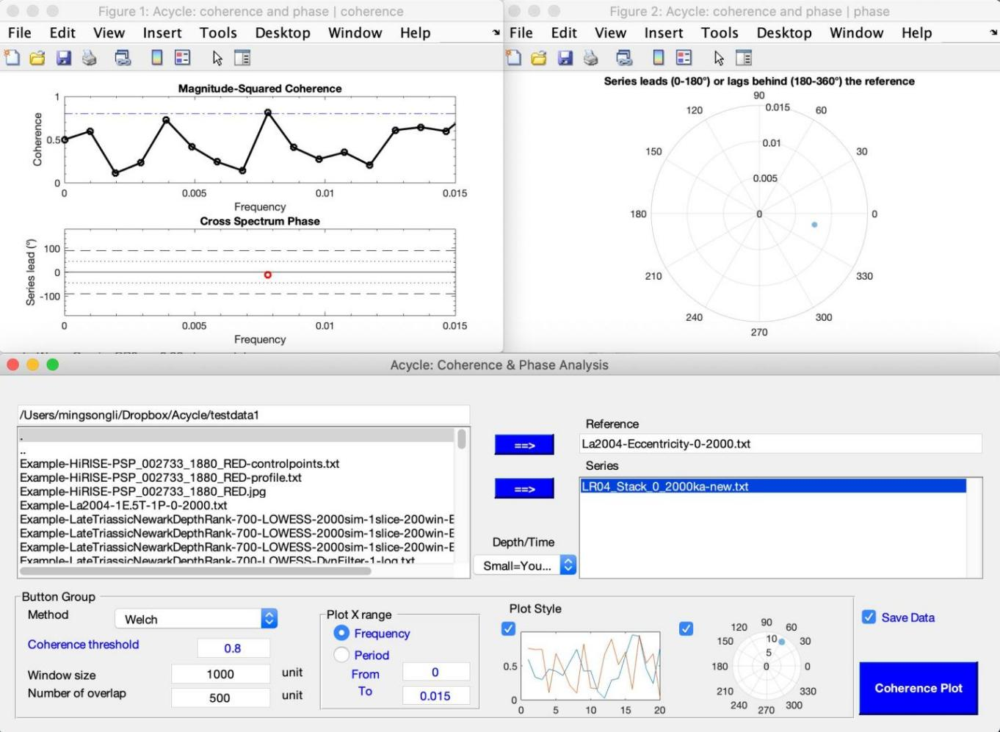 Figure 1: Acycle: coherence and phase | coherence
File Edit View Insert Tools Desktop Window Help
Magnitude-Squared Coherence
1
0.5
0
Coherence
0 0.005 0.01 0.015
Frequency
Cross Spectrum Phase
100
0
-100
Series lead (°)
0 0.005 0.01 0.015
Frequency
Figure 2: Acycle: coherence and phase | phase
File Edit View Insert Tools Desktop Window Help
Series leads (0-180°) or lags behind (180-360°) the reference
90
120 0.015 60
150 0.01 30
0.005
180 0 0
210 330
240 300
270
Acycle: Coherence & Phase Analysis
/Users/mingsongli/Dropbox/Acycle/testdata1
.
..
Example-HiRISE-PSP_002733_1880_RED-controlpoints.txt
Example-HiRISE-PSP_002733_1880_RED-profile.txt
Example-HiRISE-PSP_002733_1880_RED.jpg
Example-La2004-1E.5T-1P-0-2000.txt
Example-LateTriassicNewarkDepthRank-700-LOWESS-2000sim-1slice-200win-E
Example-LateTriassicNewarkDepthRank-700-LOWESS-2000sim-1slice-200win-E
Example-LateTriassicNewarkDepthRank-700-LOWESS-2000sim-1slice-200win-E
Example-LateTriassicNewarkDepthRank-700-LOWESS-DynFilter-1-log.txt
==>
==>
Depth/Time
Small=You...
Reference
La2004-Eccentricity-0-2000.txt
Series
LR04_Stack_0_2000ka-new.txt
Button Group
Method Welch
Coherence threshold 0.8
Window size 1000 unit
Number of overlap 500 unit
Plot X range
Frequency
Period
From 0
To 0.015
Plot Style
0.5
0
0 5 10 15 20
90
120 60
150 10 30
5
180 0 0
210 330
240 270 300
Save Data
Coherence Plot